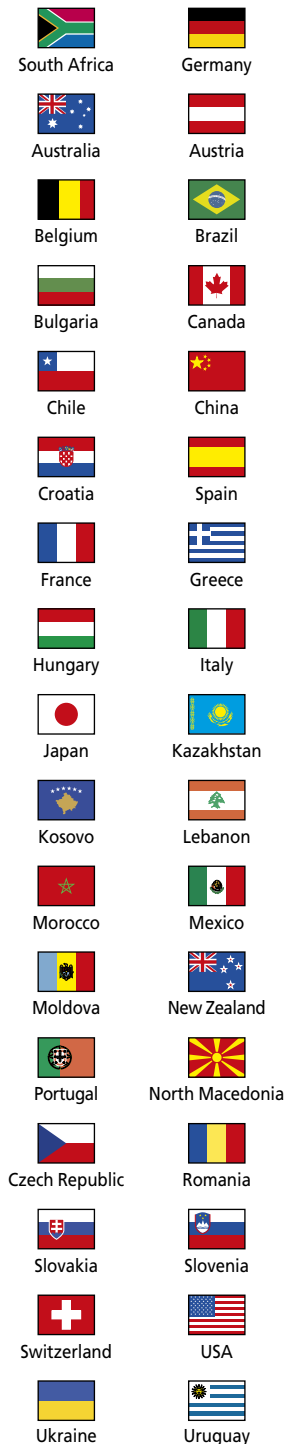 South Africa
Germany
Australia
Austria
Belgium
Brazil
Bulgaria
Canada
Chile
China
Croatia
Spain
France
Greece
Hungary
Italy
Japan
Kazakhstan
Kosovo
Lebanon
Morocco
Mexico
Moldova
New Zealand
Portugal
North Macedonia
Czech Republic
Romania
Slovakia
Slovenia
Switzerland
USA
Ukraine
Uruguay